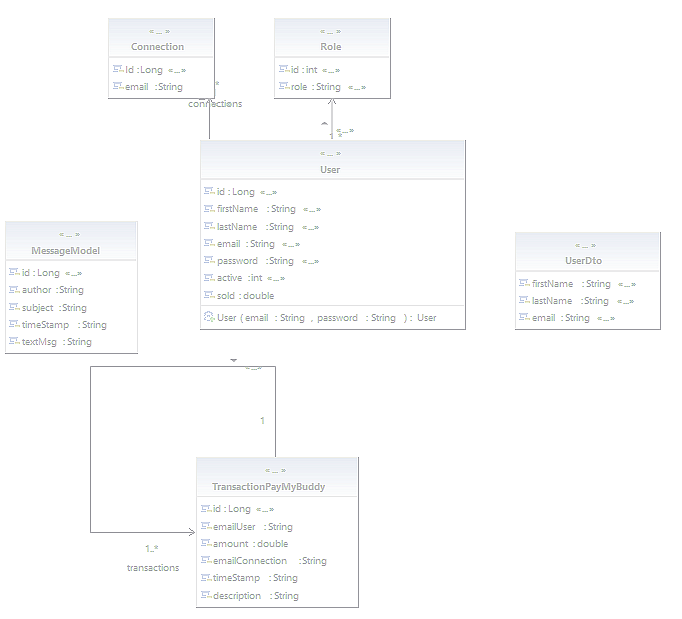 «...»
Connection
Id : Long «...»
email : String
«...»
Role
id : int «...»
role : String «...»
*
connections
«...»
1 *
«...»
User
id : Long «...»
firstName : String «...»
lastName : String «...»
email : String «...»
password : String «...»
active : int «...»
sold : double
User ( email : String , password : String ) : User
«...»
MessageModel
id : Long «...»
author : String
subject : String
timeStamp : String
textMsg : String
«...»
UserDto
firstName : String «...»
lastName : String «...»
email : String «...»
«...»
1
«...»
TransactionPayMyBuddy
id : Long «...»
emailUser : String
amount : double
emailConnection : String
timeStamp : String
description : String
1..*
transactions